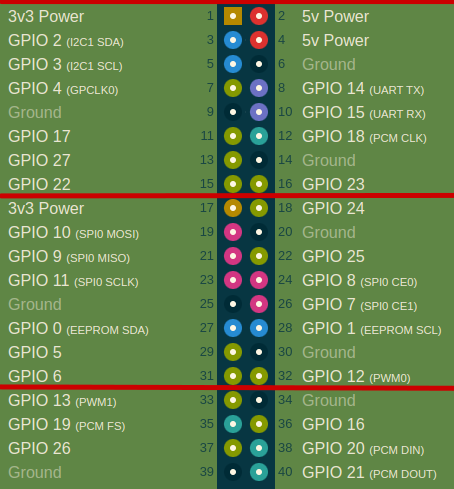 3v3 Power 1 2 5v Power
GPIO 2 (I2C1 SDA) 3 4 5v Power
GPIO 3 (I2C1 SCL) 5 6 Ground
GPIO 4 (GPCLK0) 7 8 GPIO 14 (UART TX)
Ground 9 10 GPIO 15 (UART RX)
GPIO 17 11 12 GPIO 18 (PCM CLK)
GPIO 27 13 14 Ground
GPIO 22 15 16 GPIO 23
3v3 Power 17 18 GPIO 24
GPIO 10 (SPI0 MOSI) 19 20 Ground
GPIO 9 (SPI0 MISO) 21 22 GPIO 25
GPIO 11 (SPI0 SCLK) 23 24 GPIO 8 (SPI0 CE0)
Ground 25 26 GPIO 7 (SPI0 CE1)
GPIO 0 (EEPROM SDA) 27 28 GPIO 1 (EEPROM SCL)
GPIO 5 29 30 Ground
GPIO 6 31 32 GPIO 12 (PWM0)
GPIO 13 (PWM1) 33 34 Ground
GPIO 19 (PCM FS) 35 36 GPIO 16
GPIO 26 37 38 GPIO 20 (PCM DIN)
Ground 39 40 GPIO 21 (PCM DOUT)